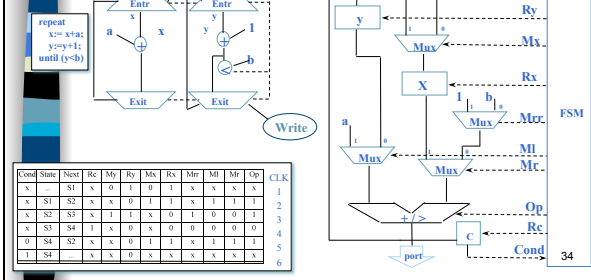 Entr Entr
repeat
x:= x+a;
y:=y+1;
until (y<b)
x y
a + x y + 1
< b
Exit Exit
Write
Cond State Next Rc My Ry Mx Rx Mrr Ml Mr Op CLK
x ... S1 x 0 1 0 1 x x x x 1
x S1 S2 x x 0 1 1 x 1 1 1 2
x S2 S3 x 1 1 x 0 1 0 0 1 3
x S3 S4 1 x 0 x 0 0 0 0 0 4
0 S4 S2 x x 0 1 1 x 1 1 1 5
1 S4 ... x x 0 x x x x x x 6
y Ry
1 0
Mux Mx
X Rx
1 b
Mux Mrr
FSM
a
1 0
Mux Ml
1 0
Mux Mr
+ / > Op
C Rc
port Cond
34